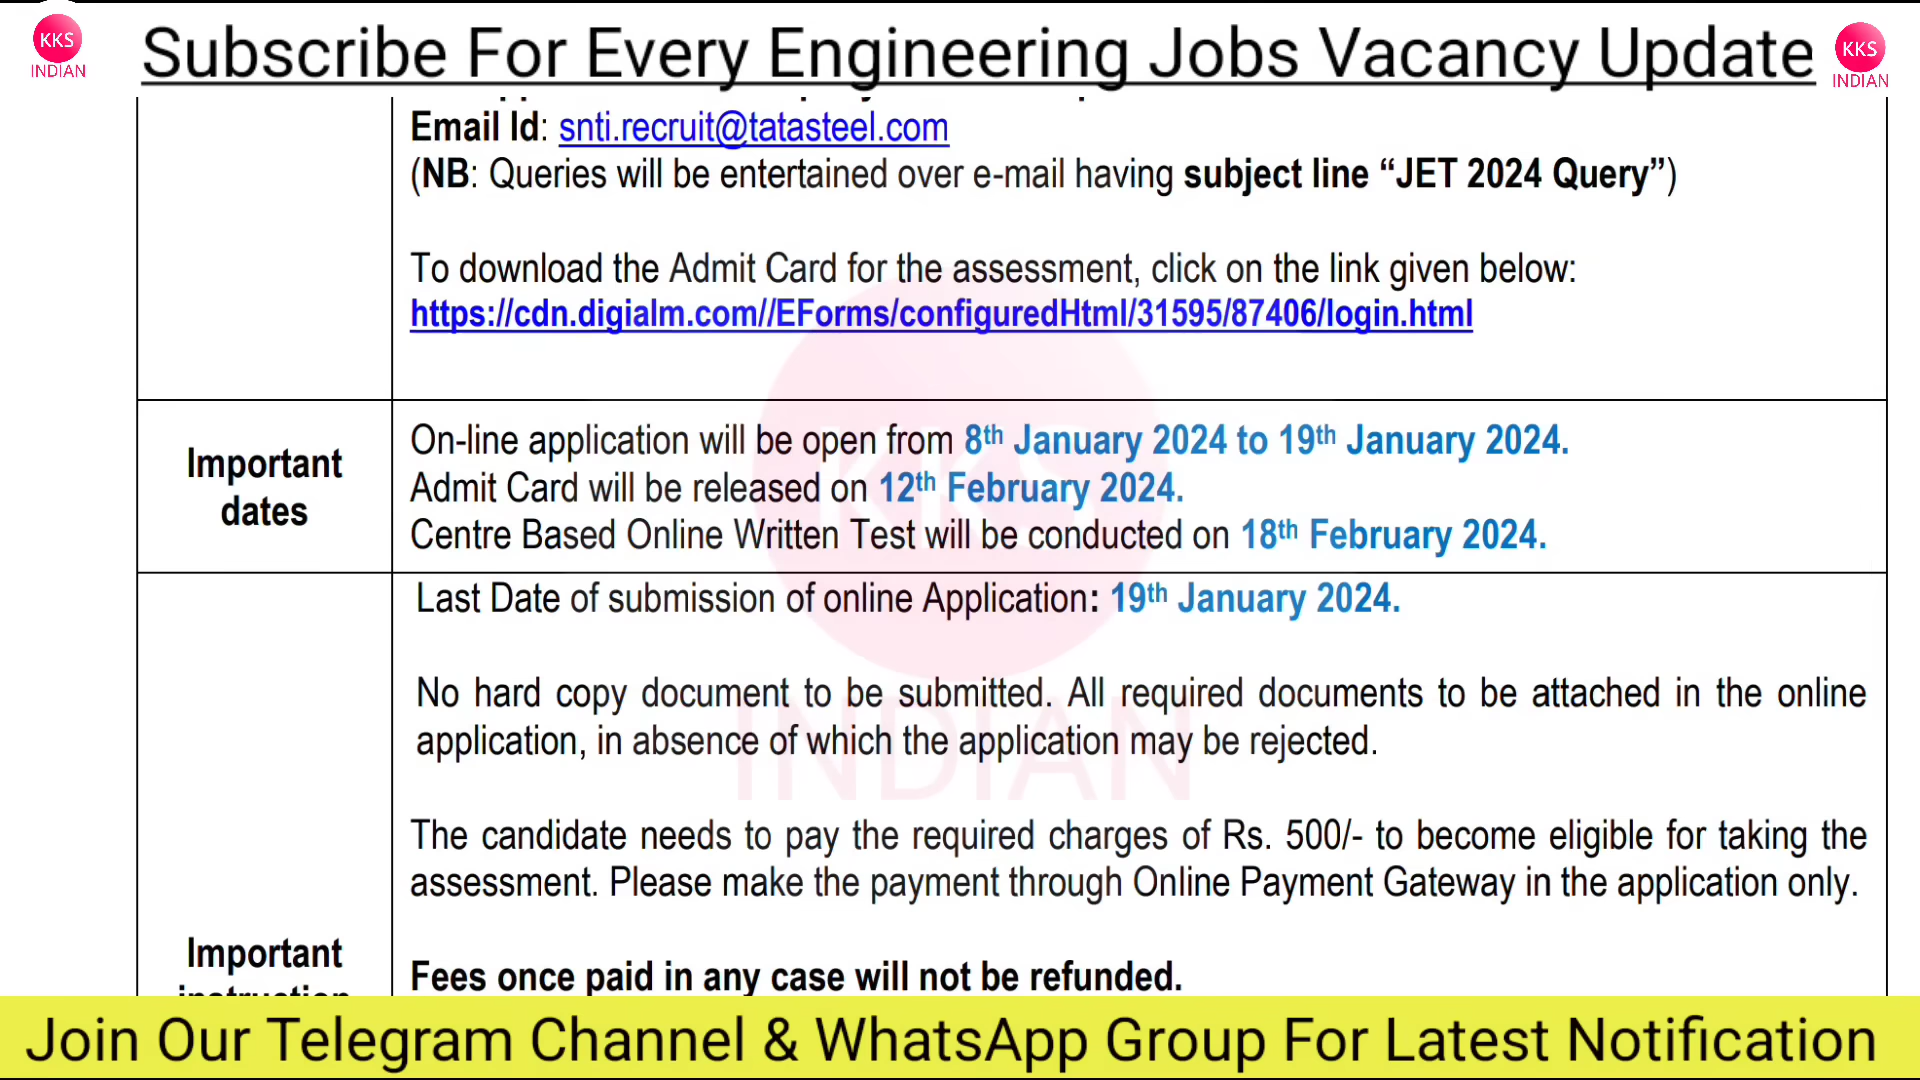 KKS
INDIAN
Subscribe For Every Engineering Jobs Vacancy Update
KKS
INDIAN
Email Id: snti.recruit@tatasteel.com
(NB: Queries will be entertained over e-mail having subject line “JET 2024 Query”)
To download the Admit Card for the assessment, click on the link given below:
https://cdn.digialm.com//EForms/configuredHtml/31595/87406/login.html
Important
dates
On-line application will be open from 8th January 2024 to 19th January 2024.
Admit Card will be released on 12th February 2024.
Centre Based Online Written Test will be conducted on 18th February 2024.
Last Date of submission of online Application: 19th January 2024.
No hard copy document to be submitted. All required documents to be attached in the online
application, in absence of which the application may be rejected.
The candidate needs to pay the required charges of Rs. 500/- to become eligible for taking the
assessment. Please make the payment through Online Payment Gateway in the application only.
Important
instruction
Fees once paid in any case will not be refunded.
KKS
INDIAN
Join Our Telegram Channel & WhatsApp Group For Latest Notification